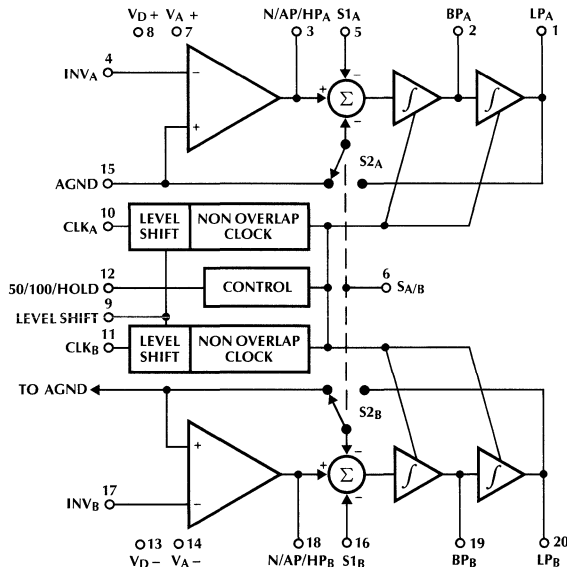 V_D + V_A + N/AP/HP_A S1_A BP_A LP_A
8 7 3 5 2 1
4
INV_A − + − ∫ ∫
Σ
+ −
15 S2_A
AGND
10
CLK_A LEVEL SHIFT NON OVERLAP CLOCK
12 6
50/100/HOLD CONTROL S_A/B
9
LEVEL SHIFT
11
CLK_B LEVEL SHIFT NON OVERLAP CLOCK
TO AGND
S2_B
+ −
+ Σ ∫ ∫
17
INV_B − −
13 14 18 16 19 20
V_D − V_A − N/AP/HP_B S1_B BP_B LP_B